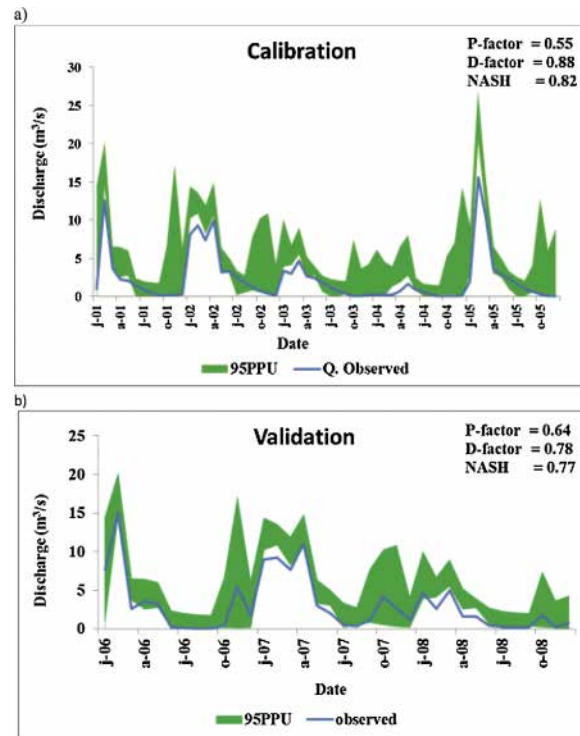 a)
Calibration
P-factor = 0.55
D-factor = 0.88
NASH = 0.82
Discharge (m³/s)
30
25
20
15
10
5
0
j-01
a-01
j-01
o-01
j-02
a-02
j-02
o-02
j-03
a-03
j-03
o-03
j-04
a-04
j-04
o-04
j-05
a-05
j-05
o-05
Date
95PPU
Q. Observed
b)
Validation
P-factor = 0.64
D-factor = 0.78
NASH = 0.77
Discharge (m³/s)
25
20
15
10
5
0
j-06
a-06
j-06
o-06
j-07
a-07
j-07
o-07
j-08
a-08
j-08
o-08
Date
95PPU
observed